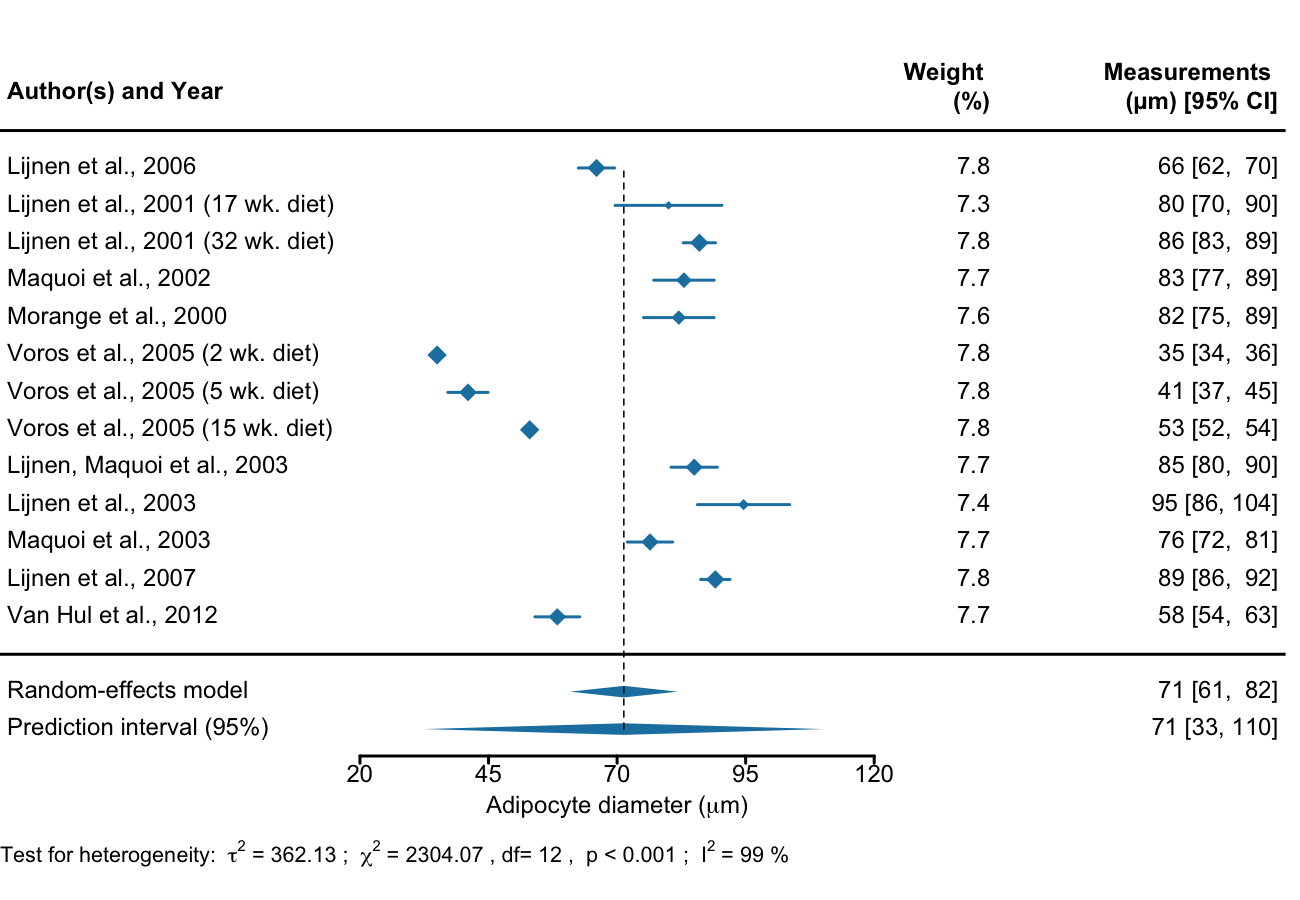 Author(s) and Year Weight (%) Measurements (µm) [95% CI]
Lijnen et al., 2006 7.8 66 [62, 70]
Lijnen et al., 2001 (17 wk. diet) 7.3 80 [70, 90]
Lijnen et al., 2001 (32 wk. diet) 7.8 86 [83, 89]
Maquoi et al., 2002 7.7 83 [77, 89]
Morange et al., 2000 7.6 82 [75, 89]
Voros et al., 2005 (2 wk. diet) 7.8 35 [34, 36]
Voros et al., 2005 (5 wk. diet) 7.8 41 [37, 45]
Voros et al., 2005 (15 wk. diet) 7.8 53 [52, 54]
Lijnen, Maquoi et al., 2003 7.7 85 [80, 90]
Lijnen et al., 2003 7.4 95 [86, 104]
Maquoi et al., 2003 7.7 76 [72, 81]
Lijnen et al., 2007 7.8 89 [86, 92]
Van Hul et al., 2012 7.7 58 [54, 63]
Random-effects model 71 [61, 82]
Prediction interval (95%) 71 [33, 110]
20 45 70 95 120
Adipocyte diameter (µm)
Test for heterogeneity: τ² = 362.13 ; χ² = 2304.07 , df= 12 , p < 0.001 ; I² = 99 %